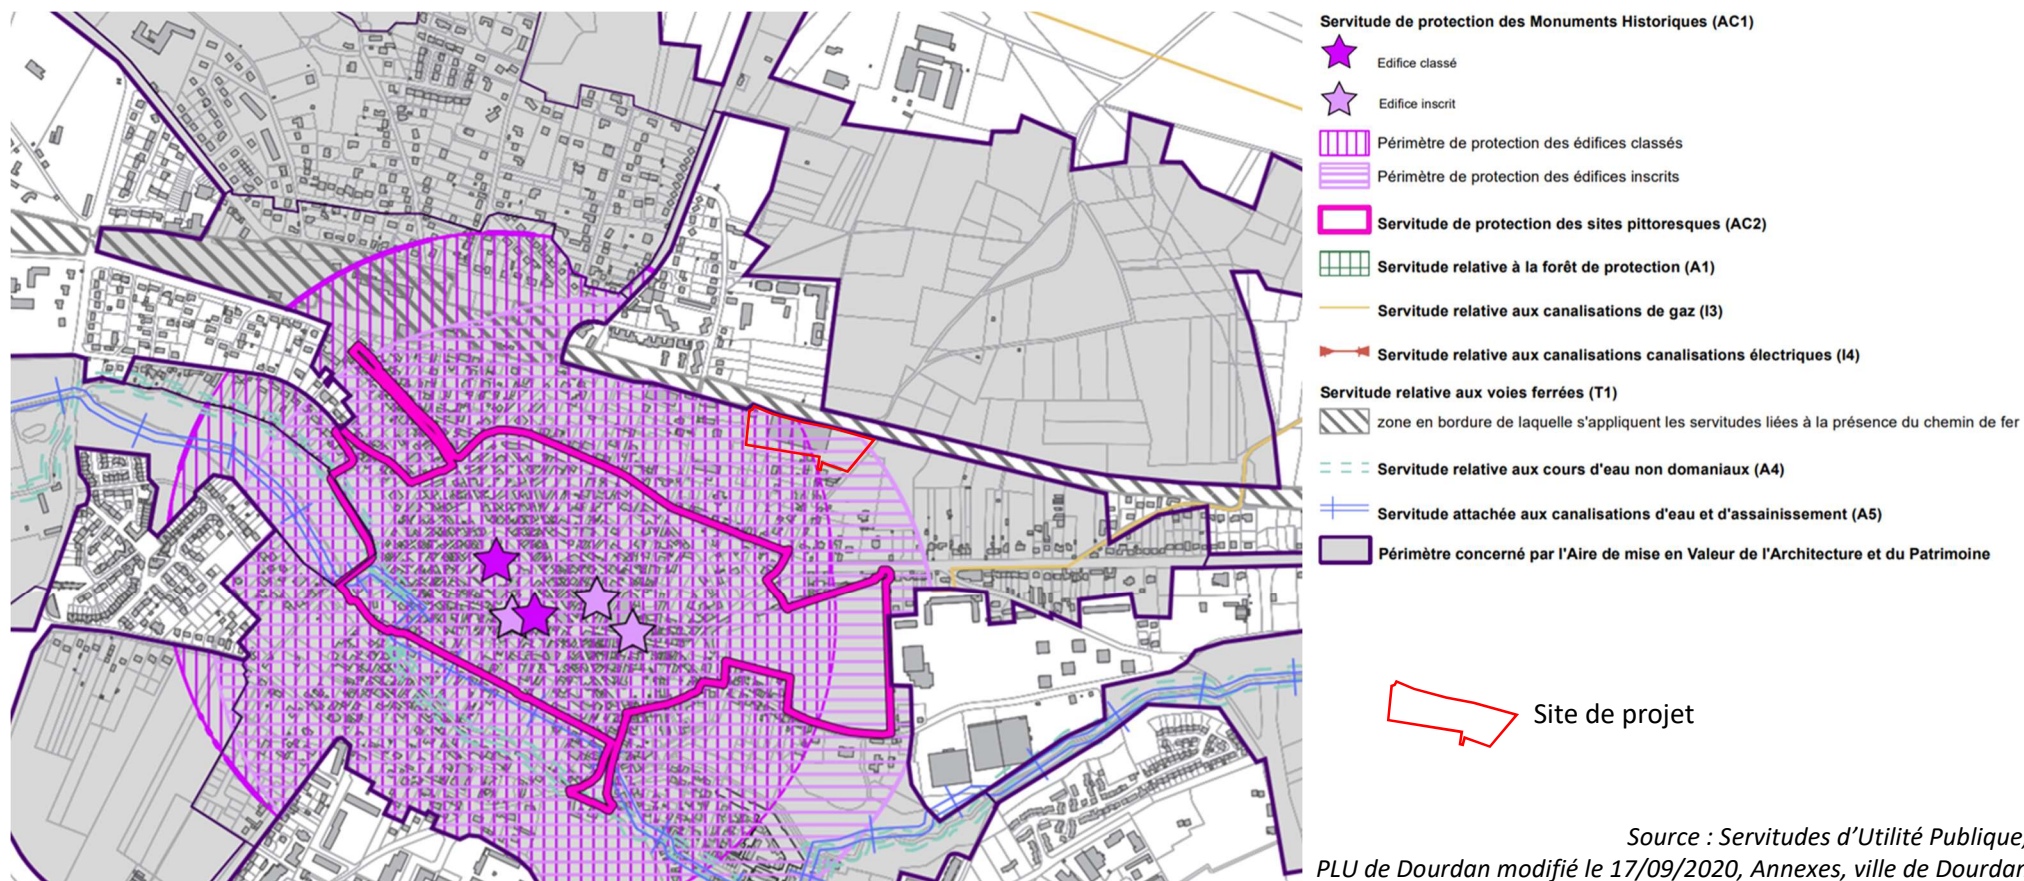 Servitude de protection des Monuments Historiques (AC1)
Edifice classé
Edifice inscrit
Périmètre de protection des édifices classés
Périmètre de protection des édifices inscrits
Servitude de protection des sites pittoresques (AC2)
Servitude relative à la forêt de protection (A1)
Servitude relative aux canalisations de gaz (I3)
Servitude relative aux canalisations canalisations électriques (I4)
Servitude relative aux voies ferrées (T1)
zone en bordure de laquelle s'appliquent les servitudes liées à la présence du chemin de fer
Servitude relative aux cours d'eau non domaniaux (A4)
Servitude attachée aux canalisations d'eau et d'assainissement (A5)
Périmètre concerné par l'Aire de mise en Valeur de l'Architecture et du Patrimoine
Site de projet
Source : Servitudes d'Utilité Publique,
PLU de Dourdan modifié le 17/09/2020, Annexes, ville de Dourdan